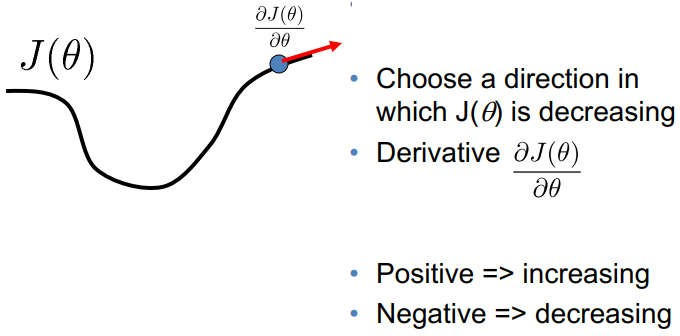 J(θ)
∂J(θ)
∂θ
• Choose a direction in
which J(θ) is decreasing
• Derivative ∂J(θ)
∂θ
• Positive => increasing
• Negative => decreasing